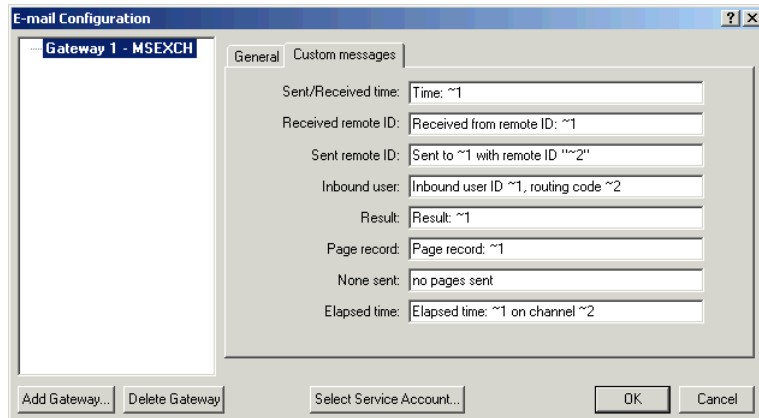 E-mail Configuration
Gateway 1 - MSEXCH
General Custom messages
Sent/Received time: Time: ~1
Received remote ID: Received from remote ID: ~1
Sent remote ID: Sent to ~1 with remote ID "~2"
Inbound user: Inbound user ID ~1, routing code ~2
Result: Result: ~1
Page record: Page record: ~1
None sent: no pages sent
Elapsed time: Elapsed time: ~1 on channel ~2
Add Gateway... Delete Gateway Select Service Account... OK Cancel